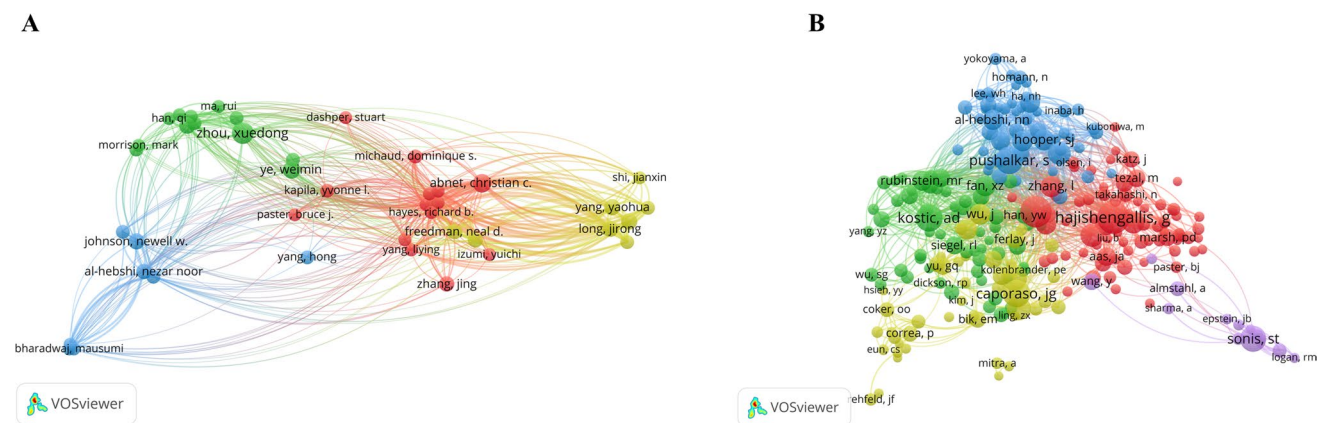 A
ma, rui
han, qi
dashper, stuart
zhou, xuedong
morrison, mark
michaud, dominique s.
ye, weimin
shi, jianxin
abnet, christian c.
kapila, yvonne l.
yang, yaohua
hayes, richard b.
paster, bruce j.
long, jirong
freedman, neal d.
johnson, newell w.
yang, liying
izumi, yuichi
yang, hong
al-hebshi, nezar noor
zhang, jing
bharadwaj, mausumi
VOSviewer
B
yokoyama, a
homann, n
lee, wh
ha, nh
inaba, h
al-hebshi, nn
kuboniwa, m
hooper, sj
pushalkar, s
olsen, i
katz, j
rubinstein, mr
fan, xz
zhang, l
tezal, m
takahashi, n
kostic, ad
wu, j
han, yw
hajishengallis, g
yang, yz
siegel, rl
ferlay, j
liu, b
marsh, pd
aas, ja
yu, gq
kolenbrander, pe
paster, bj
wu, sg
dickson, rp
wang, y
hsieh, yy
klm, j
caporaso, jg
almstahl, a
coker, oo
bik, em
ling, zx
sharma, a
epstein, jb
correa, p
sonis, st
eun, cs
logan, rm
mitra, a
rehfeld, jf
VOSviewer